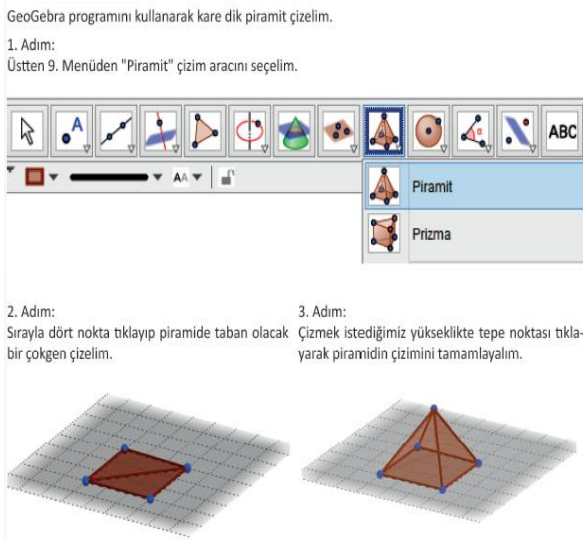 GeoGebra programını kullanarak kare dik piramit çizelim.
1. Adım:
Üstten 9. Menüden "Piramit" çizim aracını seçelim.
A
α
ABC
AA
Piramit
Prizma
2. Adım:
Sırayla dört nokta tıklayıp piramide taban olacak
bir çokgen çizelim.
3. Adım:
Çizmek istediğimiz yükseklikte tepe noktası tıkla-
yarak piramidin çizimini tamamlayalım.